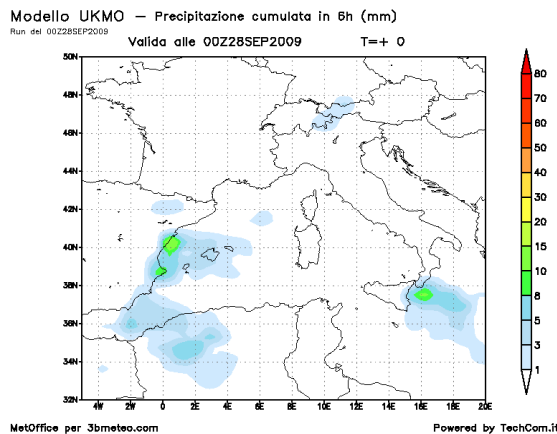 Modello UKMO – Precipitazione cumulata in 6h (mm)
Run del 00Z28SEP2009
Valida alle 00Z28SEP2009 T=+ 0
50N
48N
46N
44N
42N
40N
38N
36N
34N
32N
4W 2W 0 2E 4E 6E 8E 10E 12E 14E 16E 18E 20E
80
70
60
50
40
30
20
15
10
8
5
3
1
MetOffice per 3bmeteo.com
Powered by TechCom.it